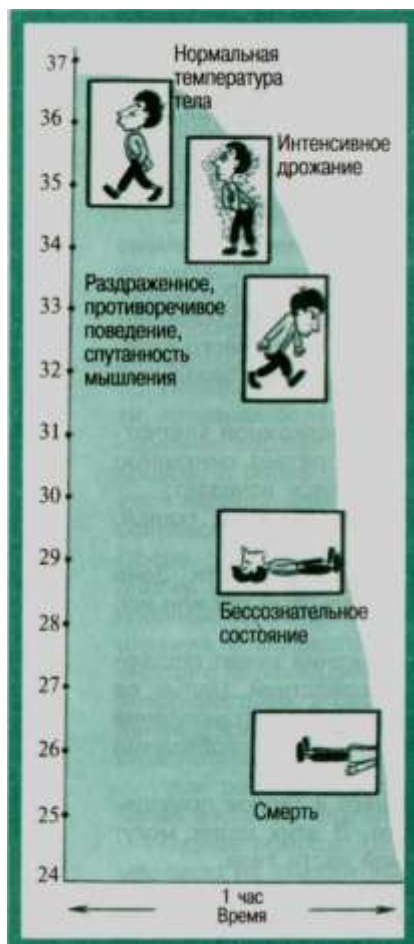 37
Нормальная
температура
тела
36
Интенсивное
дрожание
35
34
Раздраженное,
противоречивое
поведение,
спутанность
мышления
33
32
31
30
29
Бессознательное
состояние
28
27
26
Смерть
25
24
1 час
Время